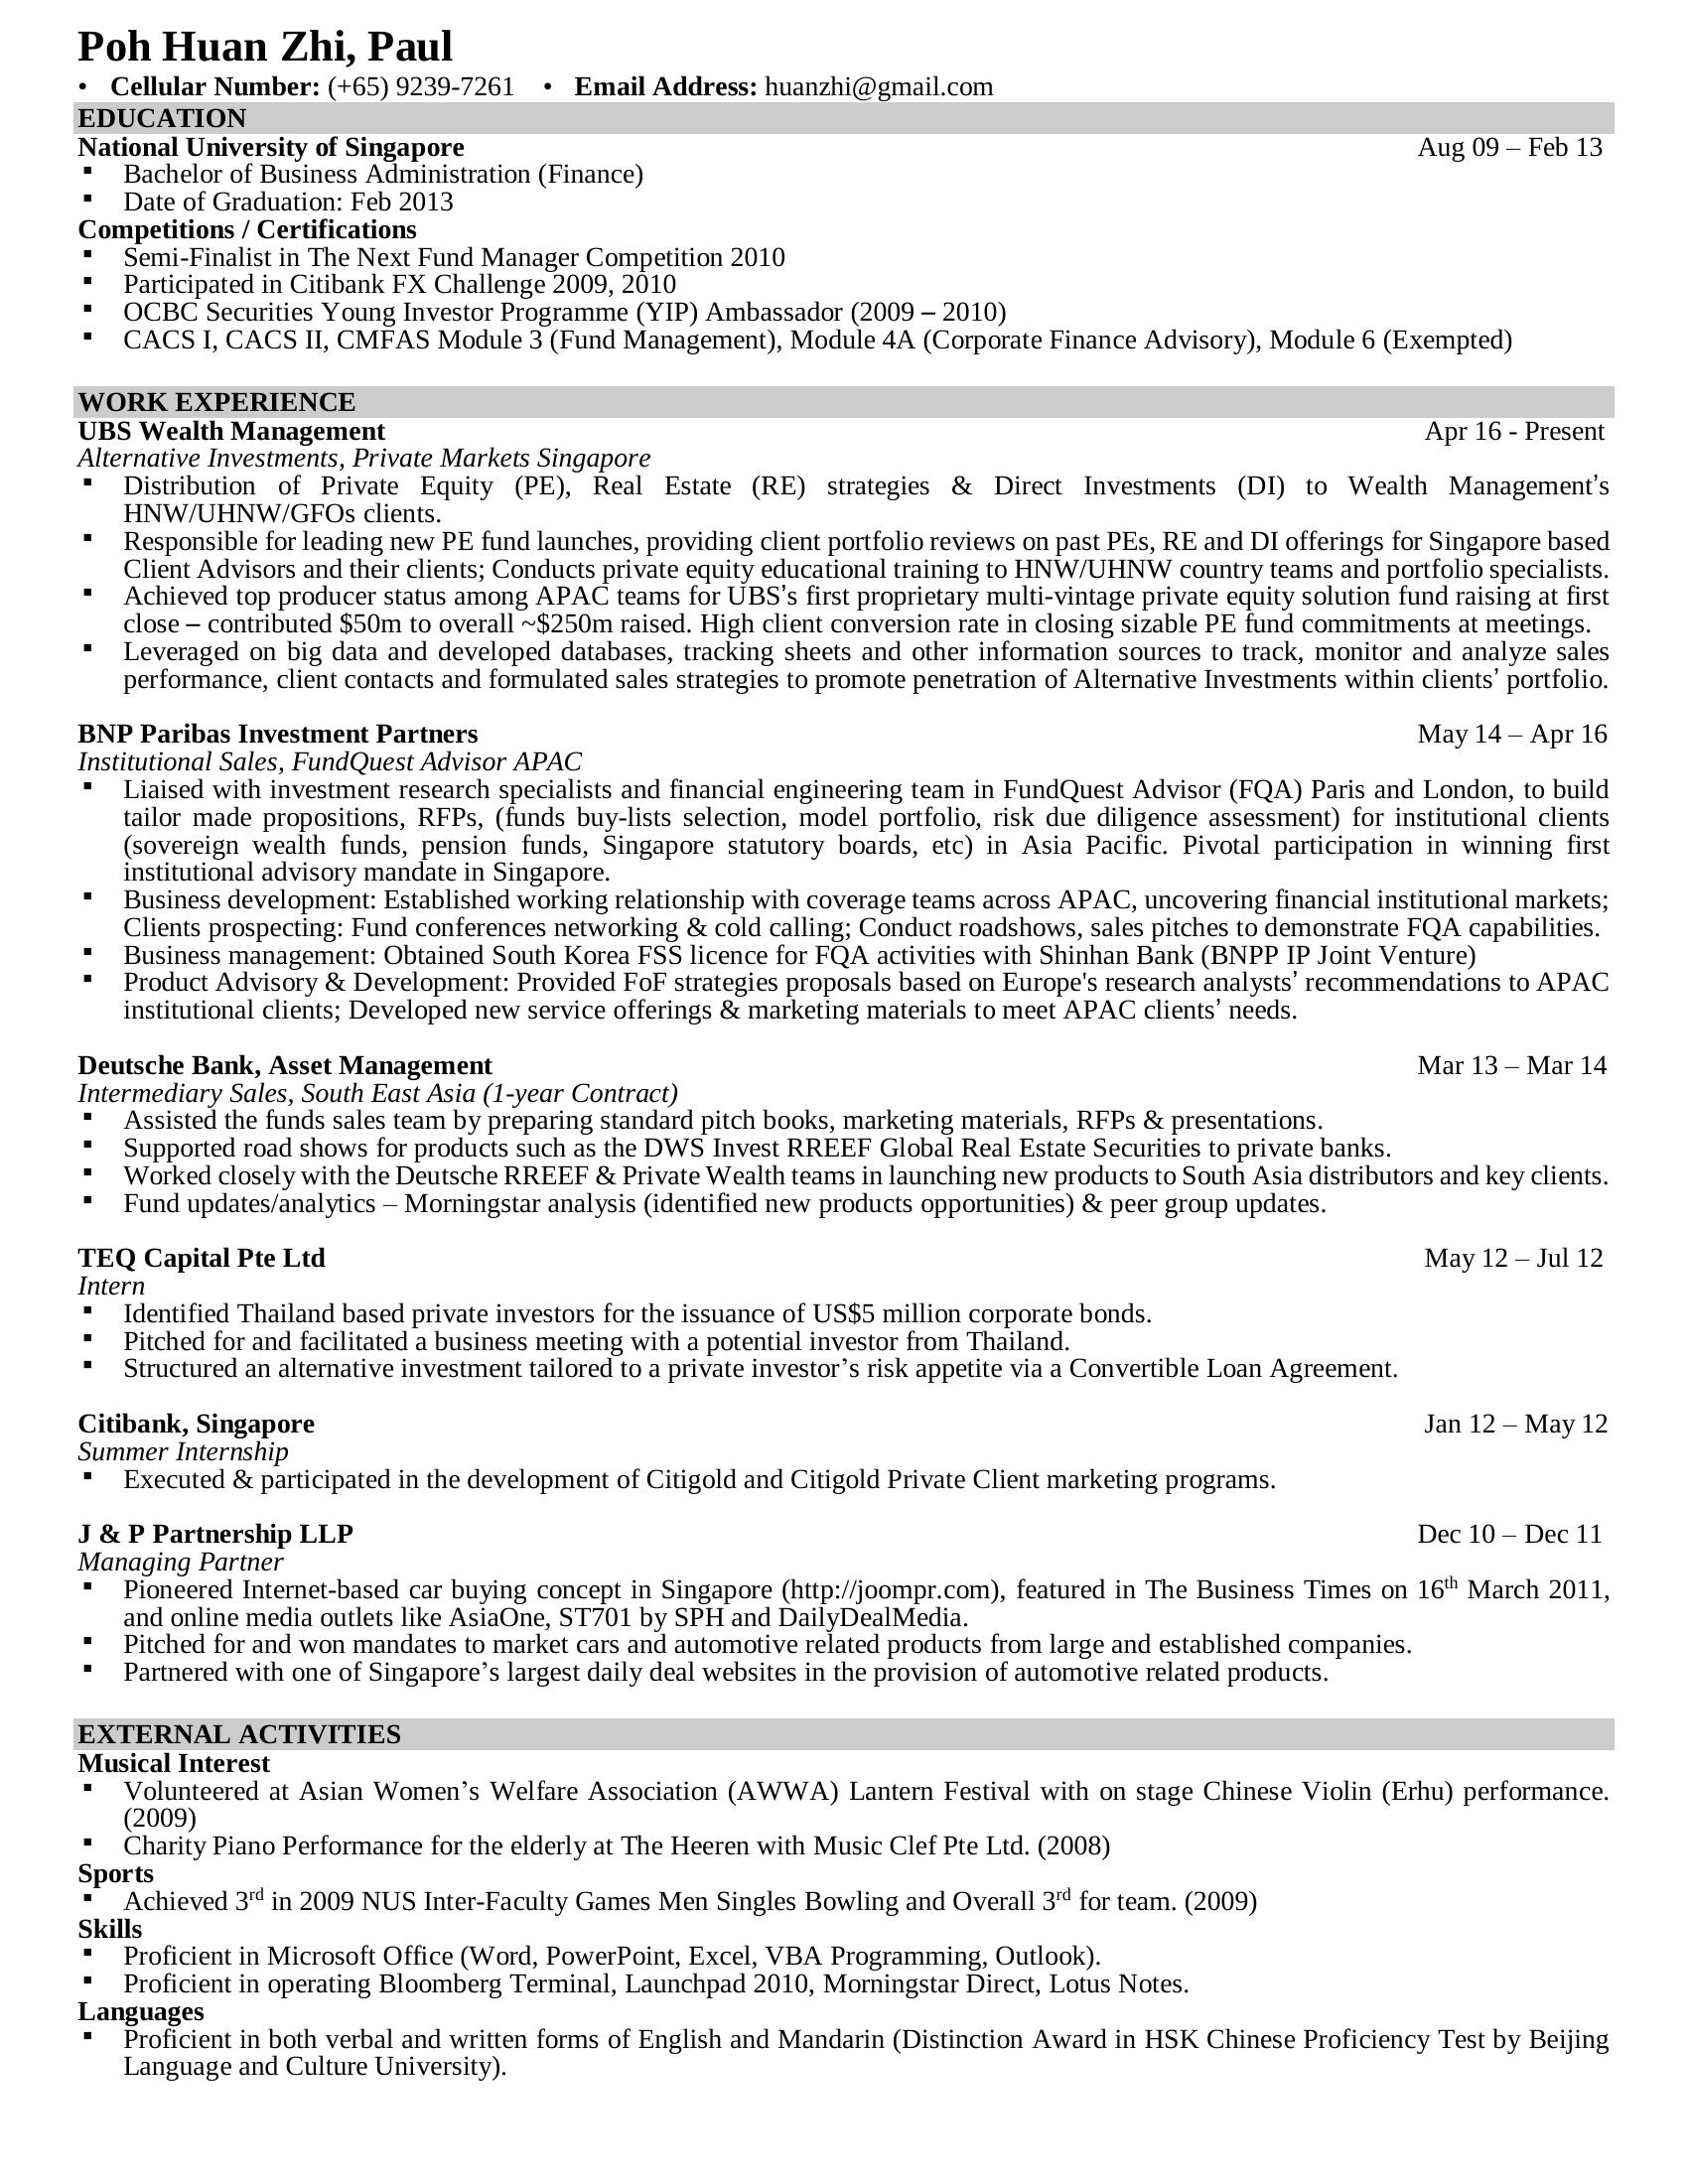 Poh Huan Zhi, Paul
• Cellular Number: (+65) 9239-7261 • Email Address: huanzhi@gmail.com
EDUCATION
National University of Singapore Aug 09 – Feb 13
▪ Bachelor of Business Administration (Finance)
▪ Date of Graduation: Feb 2013
Competitions / Certifications
▪ Semi-Finalist in The Next Fund Manager Competition 2010
▪ Participated in Citibank FX Challenge 2009, 2010
▪ OCBC Securities Young Investor Programme (YIP) Ambassador (2009 – 2010)
▪ CACS I, CACS II, CMFAS Module 3 (Fund Management), Module 4A (Corporate Finance Advisory), Module 6 (Exempted)
WORK EXPERIENCE
UBS Wealth Management Apr 16 - Present
Alternative Investments, Private Markets Singapore
▪ Distribution of Private Equity (PE), Real Estate (RE) strategies & Direct Investments (DI) to Wealth Management’s
HNW/UHNW/GFOs clients.
▪ Responsible for leading new PE fund launches, providing client portfolio reviews on past PEs, RE and DI offerings for Singapore based
Client Advisors and their clients; Conducts private equity educational training to HNW/UHNW country teams and portfolio specialists.
▪ Achieved top producer status among APAC teams for UBS’s first proprietary multi-vintage private equity solution fund raising at first
close – contributed $50m to overall ~$250m raised. High client conversion rate in closing sizable PE fund commitments at meetings.
▪ Leveraged on big data and developed databases, tracking sheets and other information sources to track, monitor and analyze sales
performance, client contacts and formulated sales strategies to promote penetration of Alternative Investments within clients’ portfolio.
BNP Paribas Investment Partners May 14 – Apr 16
Institutional Sales, FundQuest Advisor APAC
▪ Liaised with investment research specialists and financial engineering team in FundQuest Advisor (FQA) Paris and London, to build
tailor made propositions, RFPs, (funds buy-lists selection, model portfolio, risk due diligence assessment) for institutional clients
(sovereign wealth funds, pension funds, Singapore statutory boards, etc) in Asia Pacific. Pivotal participation in winning first
institutional advisory mandate in Singapore.
▪ Business development: Established working relationship with coverage teams across APAC, uncovering financial institutional markets;
Clients prospecting: Fund conferences networking & cold calling; Conduct roadshows, sales pitches to demonstrate FQA capabilities.
▪ Business management: Obtained South Korea FSS licence for FQA activities with Shinhan Bank (BNPP IP Joint Venture)
▪ Product Advisory & Development: Provided FoF strategies proposals based on Europe's research analysts’ recommendations to APAC
institutional clients; Developed new service offerings & marketing materials to meet APAC clients’ needs.
Deutsche Bank, Asset Management Mar 13 – Mar 14
Intermediary Sales, South East Asia (1-year Contract)
▪ Assisted the funds sales team by preparing standard pitch books, marketing materials, RFPs & presentations.
▪ Supported road shows for products such as the DWS Invest RREEF Global Real Estate Securities to private banks.
▪ Worked closely with the Deutsche RREEF & Private Wealth teams in launching new products to South Asia distributors and key clients.
▪ Fund updates/analytics – Morningstar analysis (identified new products opportunities) & peer group updates.
TEQ Capital Pte Ltd May 12 – Jul 12
Intern
▪ Identified Thailand based private investors for the issuance of US$5 million corporate bonds.
▪ Pitched for and facilitated a business meeting with a potential investor from Thailand.
▪ Structured an alternative investment tailored to a private investor’s risk appetite via a Convertible Loan Agreement.
Citibank, Singapore Jan 12 – May 12
Summer Internship
▪ Executed & participated in the development of Citigold and Citigold Private Client marketing programs.
J & P Partnership LLP Dec 10 – Dec 11
Managing Partner
▪ Pioneered Internet-based car buying concept in Singapore (http://joompr.com), featured in The Business Times on 16th March 2011,
and online media outlets like AsiaOne, ST701 by SPH and DailyDealMedia.
▪ Pitched for and won mandates to market cars and automotive related products from large and established companies.
▪ Partnered with one of Singapore’s largest daily deal websites in the provision of automotive related products.
EXTERNAL ACTIVITIES
Musical Interest
▪ Volunteered at Asian Women’s Welfare Association (AWWA) Lantern Festival with on stage Chinese Violin (Erhu) performance.
(2009)
▪ Charity Piano Performance for the elderly at The Heeren with Music Clef Pte Ltd. (2008)
Sports
▪ Achieved 3rd in 2009 NUS Inter-Faculty Games Men Singles Bowling and Overall 3rd for team. (2009)
Skills
▪ Proficient in Microsoft Office (Word, PowerPoint, Excel, VBA Programming, Outlook).
▪ Proficient in operating Bloomberg Terminal, Launchpad 2010, Morningstar Direct, Lotus Notes.
Languages
▪ Proficient in both verbal and written forms of English and Mandarin (Distinction Award in HSK Chinese Proficiency Test by Beijing
Language and Culture University).